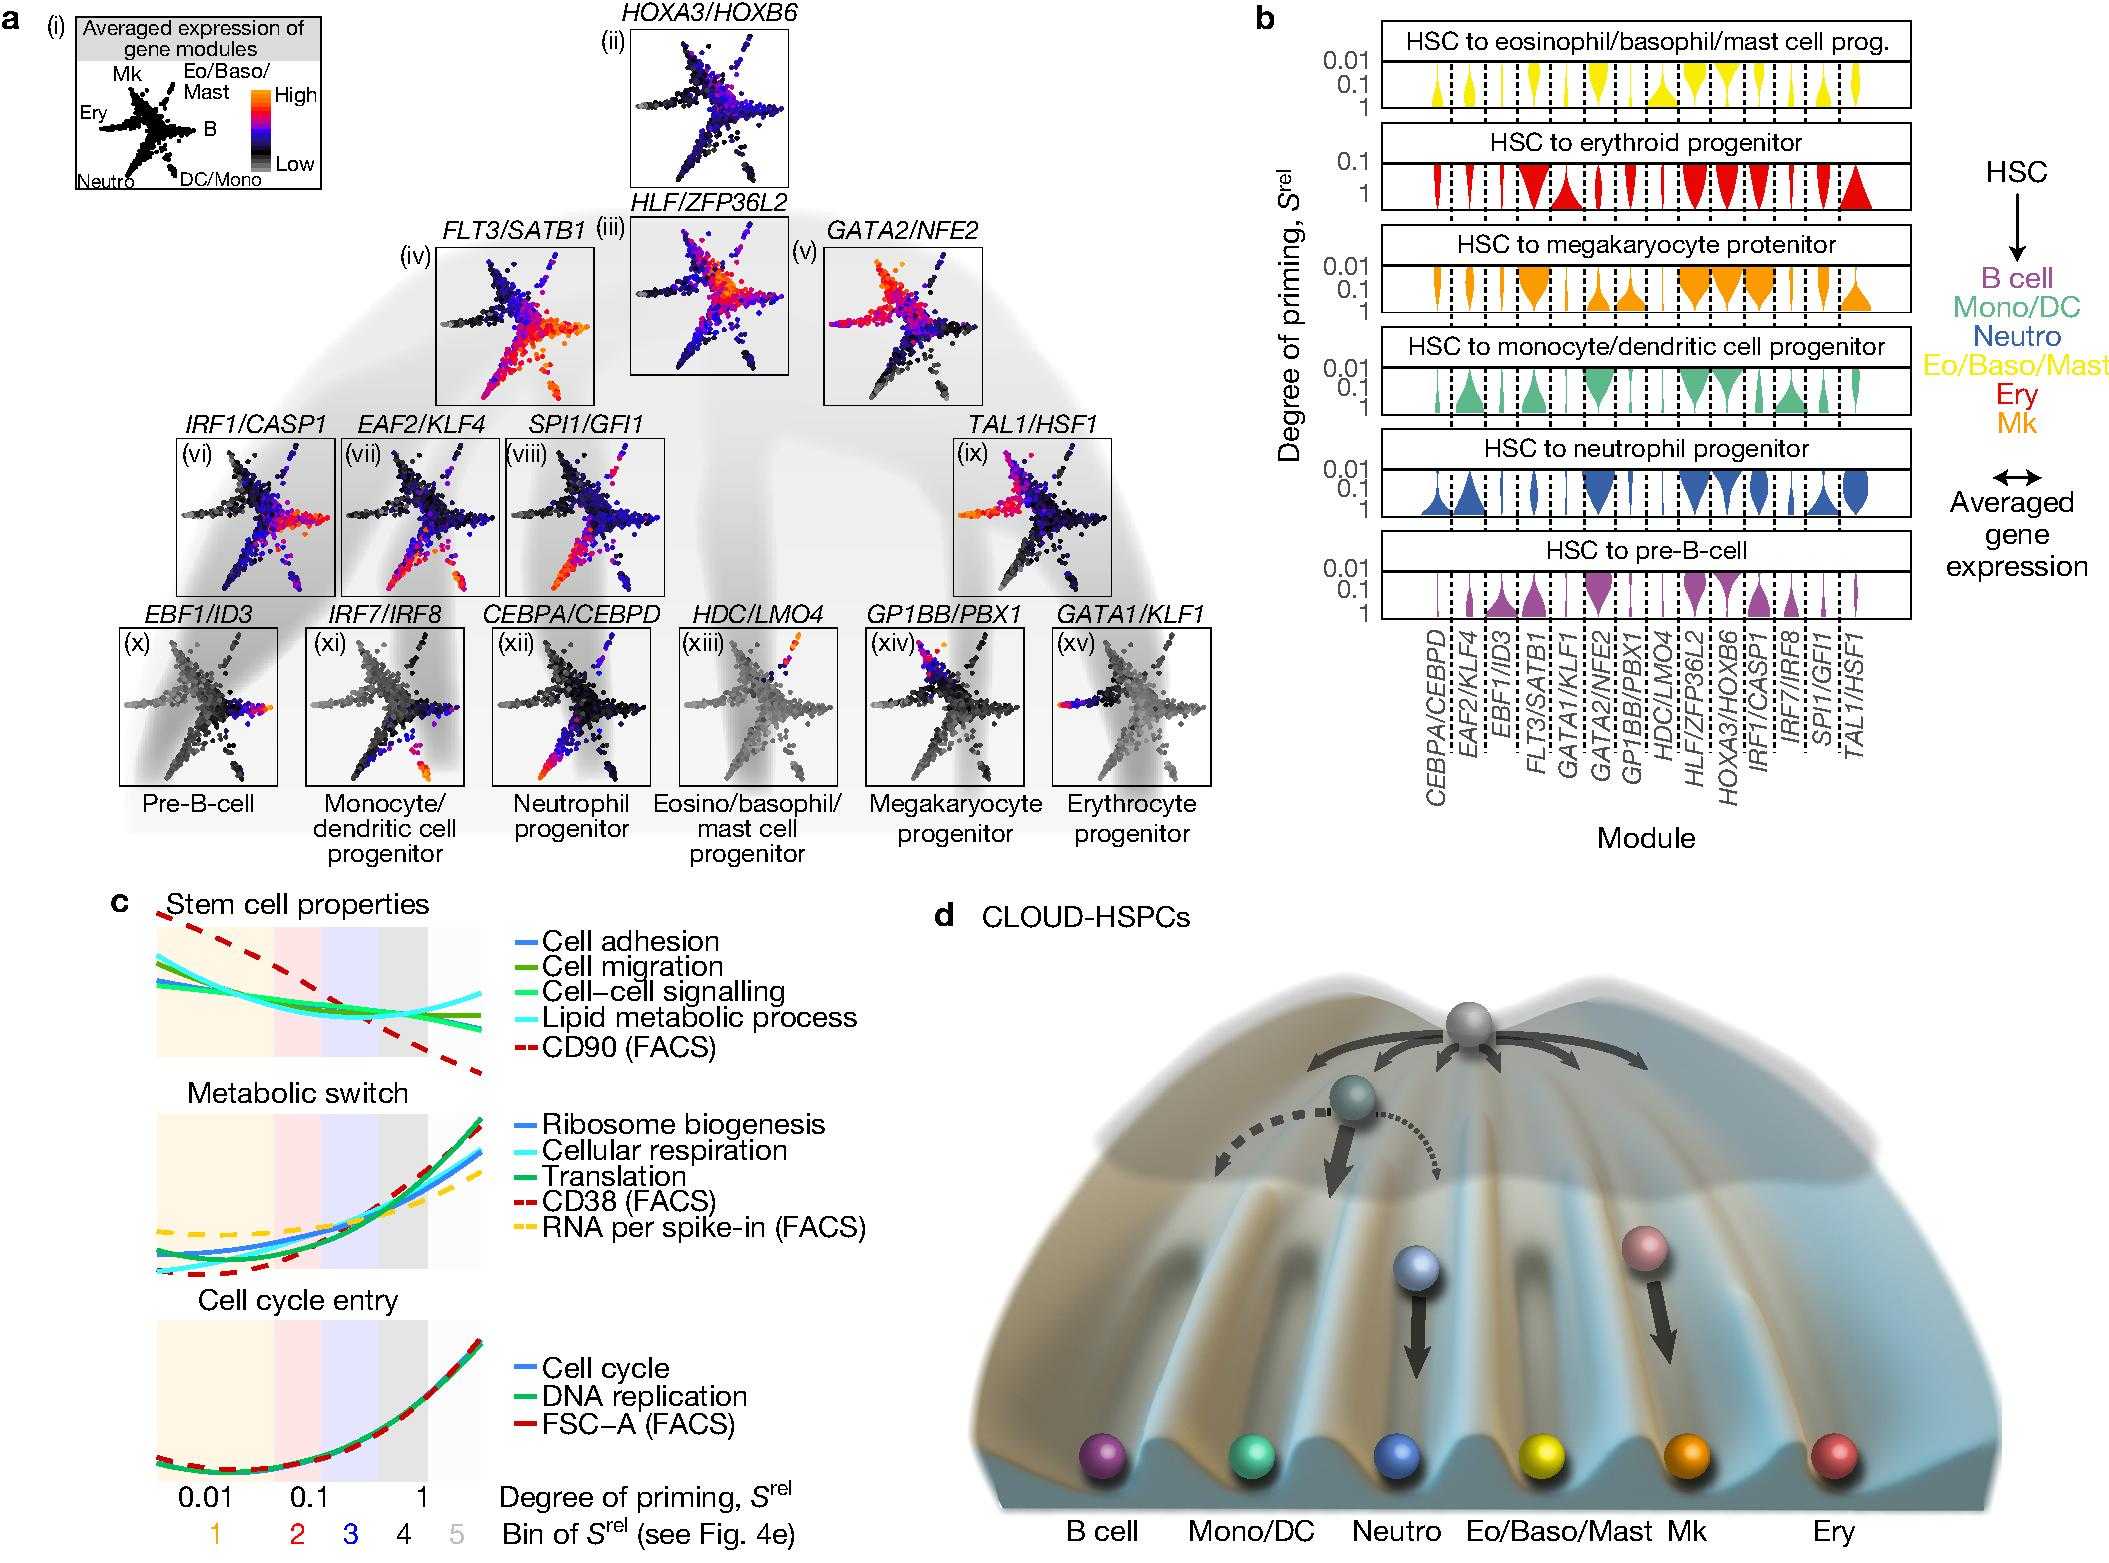 a
(i)
Averaged expression of
gene modules
Mk
Eo/Baso/
Mast
Ery
B
Neutro
DC/Mono
High
Low
HOXA3/HOXB6
(ii)
HLF/ZFP36L2
(iii)
FLT3/SATB1
(iv)
GATA2/NFE2
(v)
IRF1/CASP1
(vi)
EAF2/KLF4
(vii)
SPI1/GFI1
(viii)
TAL1/HSF1
(ix)
EBF1/ID3
(x)
IRF7/IRF8
(xi)
CEBPA/CEBPD
(xii)
HDC/LMO4
(xiii)
GP1BB/PBX1
(xiv)
GATA1/KLF1
(xv)
Pre-B-cell
Monocyte/
dendritic cell
progenitor
Neutrophil
progenitor
Eosino/basophil/
mast cell
progenitor
Megakaryocyte
progenitor
Erythrocyte
progenitor
b
Degree of priming, Srel
HSC to eosinophil/basophil/mast cell prog.
0.01
0.1
1
HSC to erythroid progenitor
0.1
1
HSC to megakaryocyte protenitor
0.01
0.1
1
HSC to monocyte/dendritic cell progenitor
0.01
0.1
1
HSC to neutrophil progenitor
0.01
0.1
1
HSC to pre-B-cell
0.01
0.1
1
CEBPA/CEBPD
EAF2/KLF4
EBF1/ID3
FLT3/SATB1
GATA1/KLF1
GATA2/NFE2
GP1BB/PBX1
HDC/LMO4
HLF/ZFP36L2
HOXA3/HOXB6
IRF1/CASP1
IRF7/IRF8
SPI1/GFI1
TAL1/HSF1
Module
HSC
B cell
Mono/DC
Neutro
Eo/Baso/Mast
Ery
Mk
Averaged
gene
expression
c
Stem cell properties
Cell adhesion
Cell migration
Cell–cell signalling
Lipid metabolic process
CD90 (FACS)
Metabolic switch
Ribosome biogenesis
Cellular respiration
Translation
CD38 (FACS)
RNA per spike-in (FACS)
Cell cycle entry
Cell cycle
DNA replication
FSC–A (FACS)
0.01 0.1 1 Degree of priming, Srel
1 2 3 4 5 Bin of Srel (see Fig. 4e)
d CLOUD-HSPCs
B cell Mono/DC Neutro Eo/Baso/Mast Mk Ery